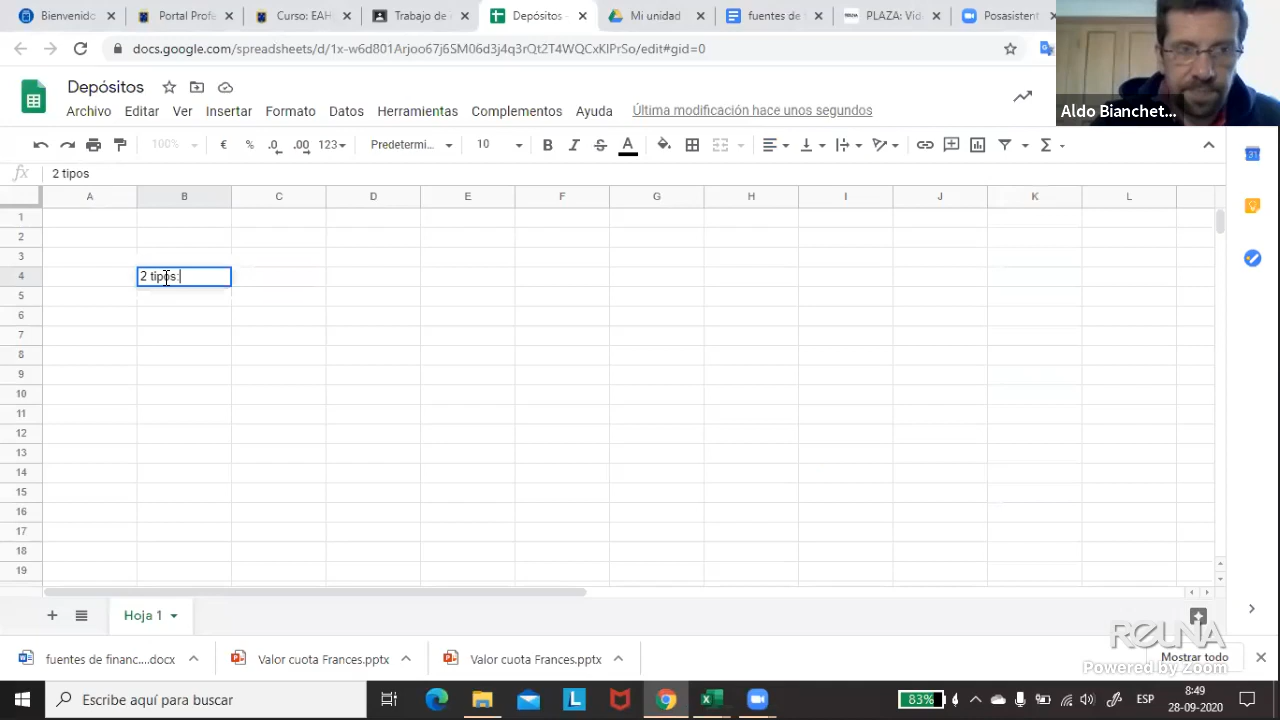 Bienvenido
Portal Profe
Curso: EAH
Trabajo de
Depósitos -
Mi unidad
fuentes de
PLAZA: Vid
Posasistent
docs.google.com/spreadsheets/d/1x-w6d801Arjoo67j6SM06d3j4q3rQt2T4WQCxKlPrSo/edit#gid=0
Depósitos
Archivo Editar Ver Insertar Formato Datos Herramientas Complementos Ayuda Última modificación hace unos segundos
Aldo Bianchet...
100% € % .0 .00 123 Predetermi... 10 B I S A
31
fx 2 tipos
A B C D E F G H I J K L
1
2
3
4 2 tipos:
5
6
7
8
9
10
11
12
13
14
15
16
17
18
19
+ Hoja 1
REUNA
Powered by Zoom
fuentes de financ....docx
Valor cuota Frances.pptx
Valor cuota Frances.pptx
Mostrar todo
Escribe aquí para buscar
L
83%
ESP
8:49
28-09-2020